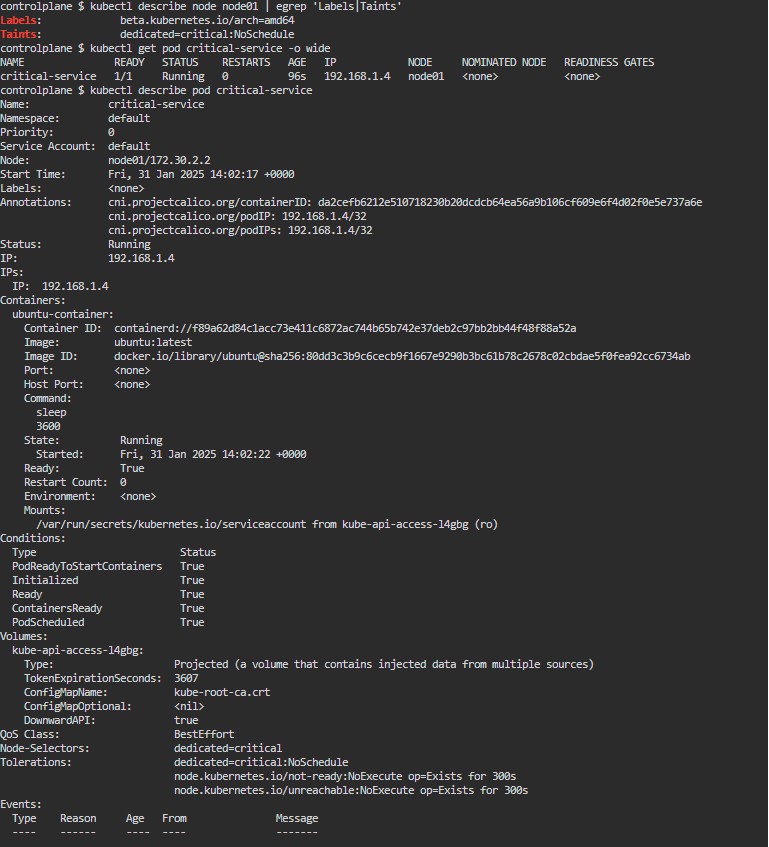 controlplane $ kubectl describe node node01 | egrep 'Labels|Taints'
Labels:             beta.kubernetes.io/arch=amd64
Taints:             dedicated=critical:NoSchedule
controlplane $ kubectl get pod critical-service -o wide
NAME               READY   STATUS    RESTARTS   AGE   IP            NODE     NOMINATED NODE   READINESS GATES
critical-service   1/1     Running   0          96s   192.168.1.4   node01   <none>           <none>
controlplane $ kubectl describe pod critical-service
Name:             critical-service
Namespace:        default
Priority:         0
Service Account:  default
Node:             node01/172.30.2.2
Start Time:       Fri, 31 Jan 2025 14:02:17 +0000
Labels:           <none>
Annotations:      cni.projectcalico.org/containerID: da2cefb6212e510718230b20dcdcb64ea56a9b106cf609e6f4d02f0e5e737a6e
                  cni.projectcalico.org/podIP: 192.168.1.4/32
                  cni.projectcalico.org/podIPs: 192.168.1.4/32
Status:           Running
IP:               192.168.1.4
IPs:
  IP:  192.168.1.4
Containers:
  ubuntu-container:
    Container ID:  containerd://f89a62d84c1acc73e411c6872ac744b65b742e37deb2c97bb2bb44f48f88a52a
    Image:         ubuntu:latest
    Image ID:      docker.io/library/ubuntu@sha256:80dd3c3b9c6cecb9f1667e9290b3bc61b78c2678c02cbdae5f0fea92cc6734ab
    Port:          <none>
    Host Port:     <none>
    Command:
      sleep
      3600
    State:          Running
      Started:      Fri, 31 Jan 2025 14:02:22 +0000
    Ready:          True
    Restart Count:  0
    Environment:    <none>
    Mounts:
      /var/run/secrets/kubernetes.io/serviceaccount from kube-api-access-l4gbg (ro)
Conditions:
  Type                        Status
  PodReadyToStartContainers   True
  Initialized                 True
  Ready                       True
  ContainersReady             True
  PodScheduled                True
Volumes:
  kube-api-access-l4gbg:
    Type:                    Projected (a volume that contains injected data from multiple sources)
    TokenExpirationSeconds:  3607
    ConfigMapName:           kube-root-ca.crt
    ConfigMapOptional:       <nil>
    DownwardAPI:             true
QoS Class:                   BestEffort
Node-Selectors:              dedicated=critical
Tolerations:                 dedicated=critical:NoSchedule
                             node.kubernetes.io/not-ready:NoExecute op=Exists for 300s
                             node.kubernetes.io/unreachable:NoExecute op=Exists for 300s
Events:
  Type    Reason     Age   From               Message
  ----    ------     ----  ----               -------